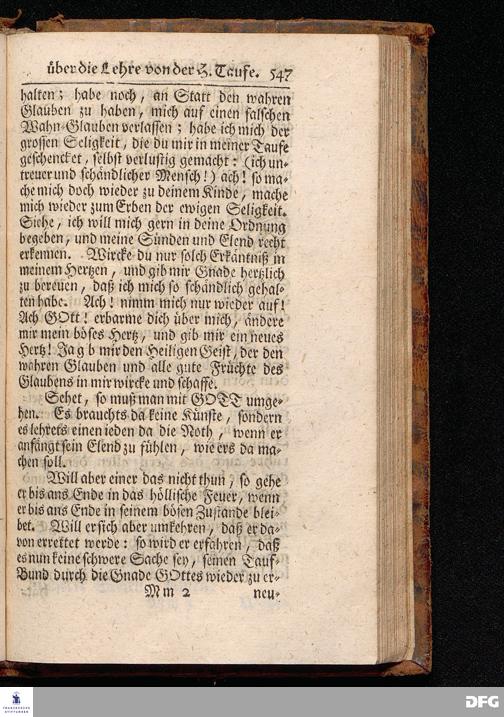 über die Lehre von der H. Taufe. 547
halten; habe noch, an Statt den wahren
Glauben zu haben, mich auf einen falschen
Wahn-Glauben verlassen; habe ich mich der
grossen Seligkeit, die du mir in meiner Taufe
geschencket, selbst verlustig gemacht: (ich un-
treuer und schändlicher Mensch!) ach! so ma-
che mich doch wieder zu deinem Kinde, mache
mich wieder zum Erben der ewigen Seligkeit.
Siehe, ich will mich gern in deine Ordnung
begeben, und meine Sünden und Elend recht
erkennen. Wircke du nur solch Erkäntniß in
meinem Hertzen, und gib mir Gnade hertzlich
zu bereuen, daß ich mich so schändlich gehal-
ten habe. Ach! nimm mich nur wieder auf!
Ach GOtt! erbarme dich über mich, ändere
mir mein böses Hertz, und gib mir ein neues
Hertz! Ja g b mir den Heiligen Geist, der den
wahren Glauben und alle gute Früchte des
Glaubens in mir wircke und schaffe.
Sehet, so muß man mit GOTT umge-
hen. Es brauchts da keine Künste, sondern
es lehrets einen ieden da die Noth, wenn er
anfängt sein Elend zu fühlen, wie ers da ma-
chen soll.
Will aber einer das nicht thun, so gehe
er bis ans Ende in das höllische Feuer, wenn
er bis ans Ende in seinem bösen Zustande blei-
bet. Will er sich aber umkehren, daß er da-
von errettet werde: so wird er erfahren, daß
es nun keine schwere Sache sey, seinen Tauf-
Bund durch die Gnade GOttes wieder zu er-
Mm 2 neu-
FRANCKESCHE
STIFTUNGEN
DFG